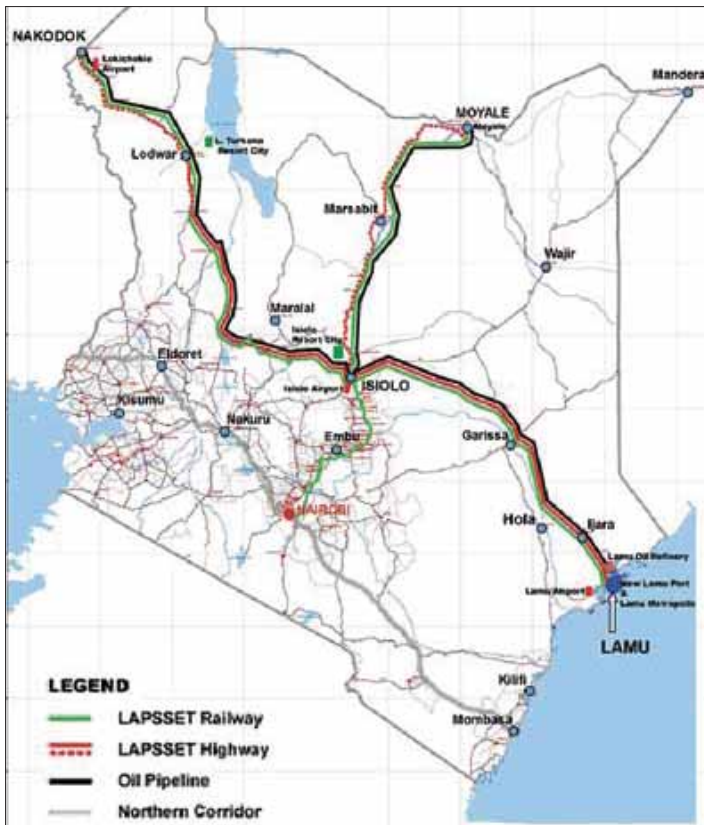 NAKODOK
Lokichokio
Airport
Mandera
MOYALE
Moyale
L. Turkana
Resort City
Lodwar
Marsabit
Wajir
Maralal
Isiolo
Resort City
Eldoret
Isiolo Airport
ISIOLO
Kisumu
Nakuru
Embu
Garissa
NAIROBI
Hola
Ijara
Lamu Oil Refinery
New Lamu Port
&
Lamu Metropolis
Lamu Airport
LAMU
Kilifi
Mombasa
LEGEND
LAPSSET Railway
LAPSSET Highway
Oil Pipeline
Northern Corridor